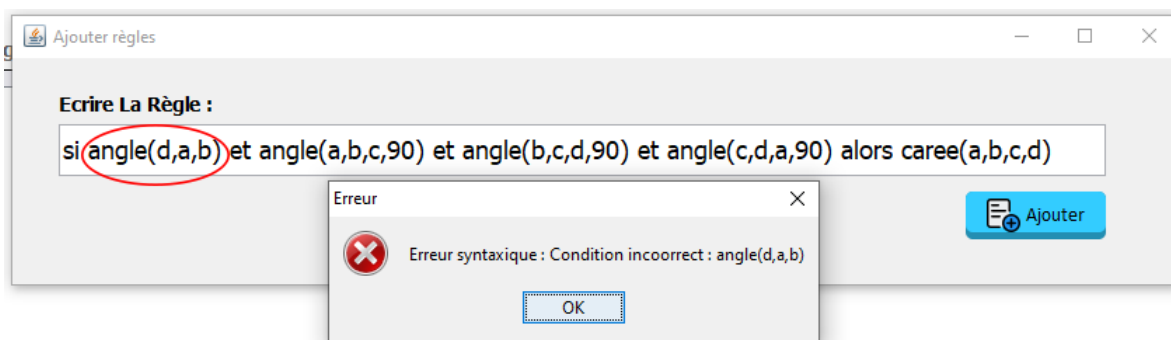 Ajouter règles
Ecrire La Règle :
si angle(d,a,b) et angle(a,b,c,90) et angle(b,c,d,90) et angle(c,d,a,90) alors caree(a,b,c,d)
Erreur
Ajouter
Erreur syntaxique : Condition incoorrect : angle(d,a,b)
OK